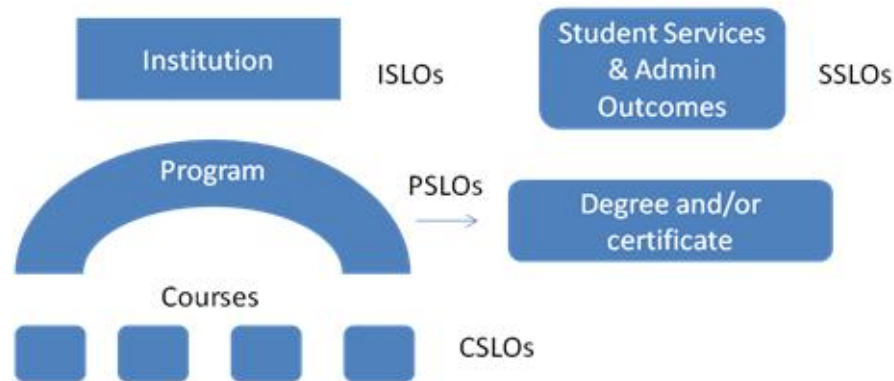 Institution
ISLOs
Student Services
& Admin
Outcomes
SSLOs
Program
PSLOs
Degree and/or
certificate
Courses
CSLOs